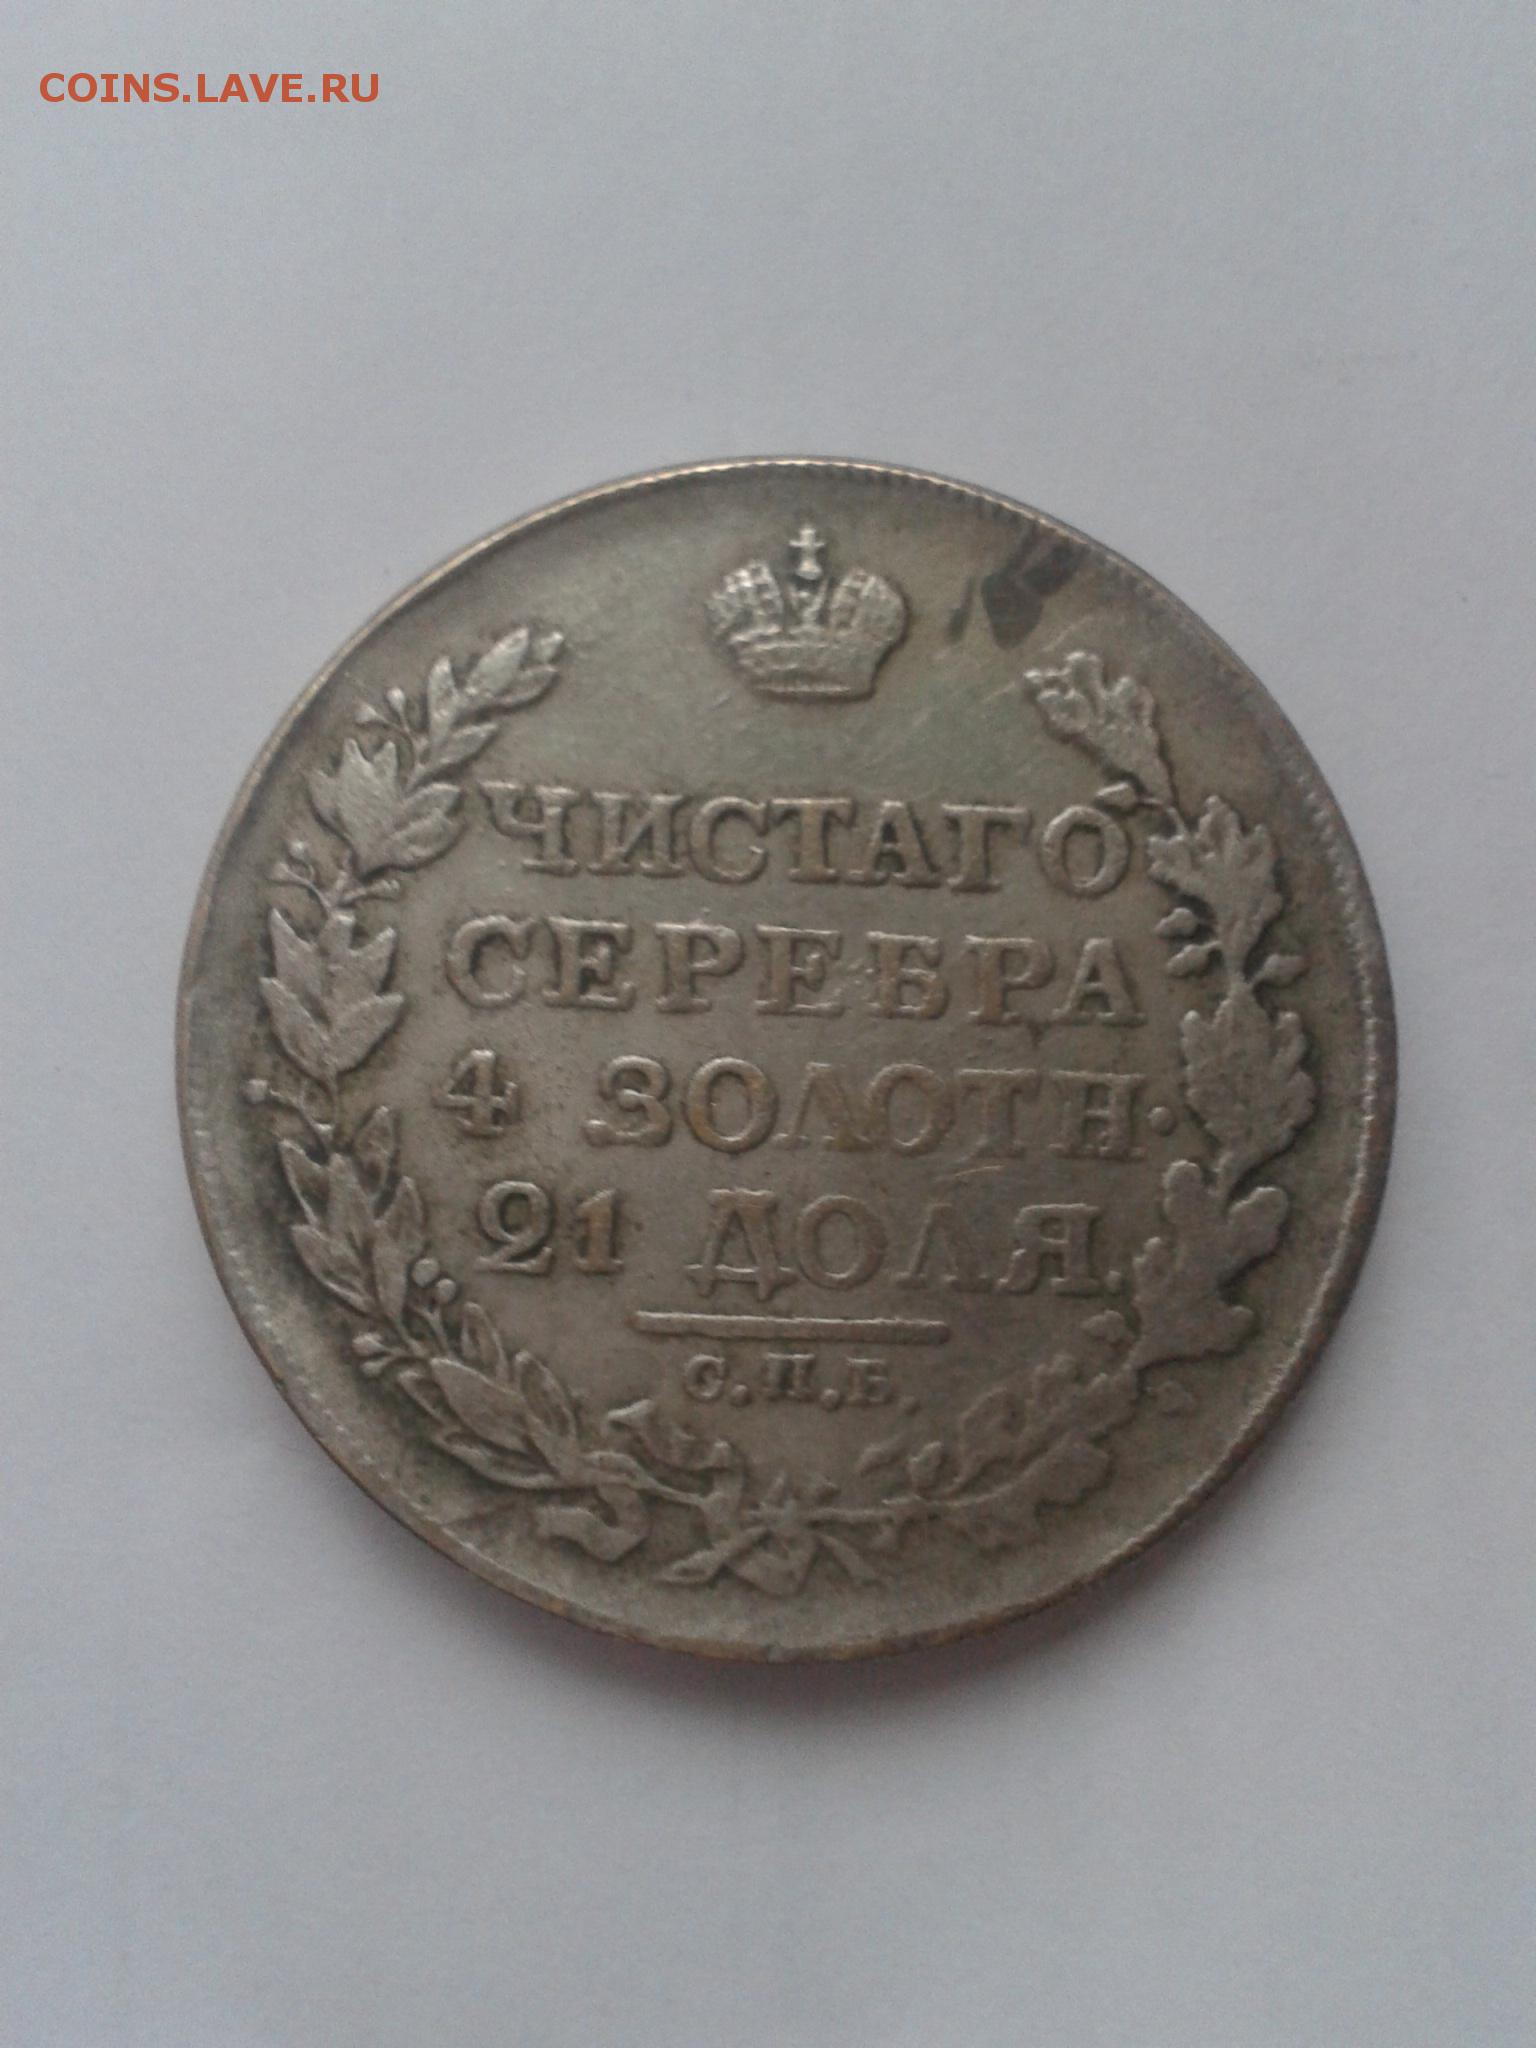 COINS.LAVE.RU
ЧИСТАГО
СЕРЕБРА
4 ЗОЛОТН.
21 ДОЛЯ.
С.П.Б.